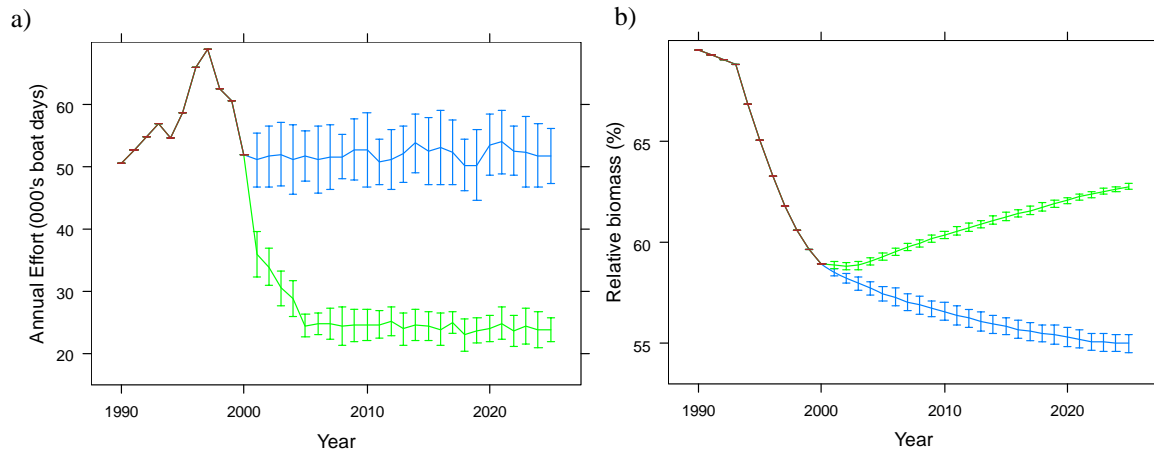 a)
Annual Effort (000's boat days)
60
50
40
30
20
1990
2000
2010
2020
Year
b)
Relative biomass (%)
65
60
55
1990
2000
2010
2020
Year